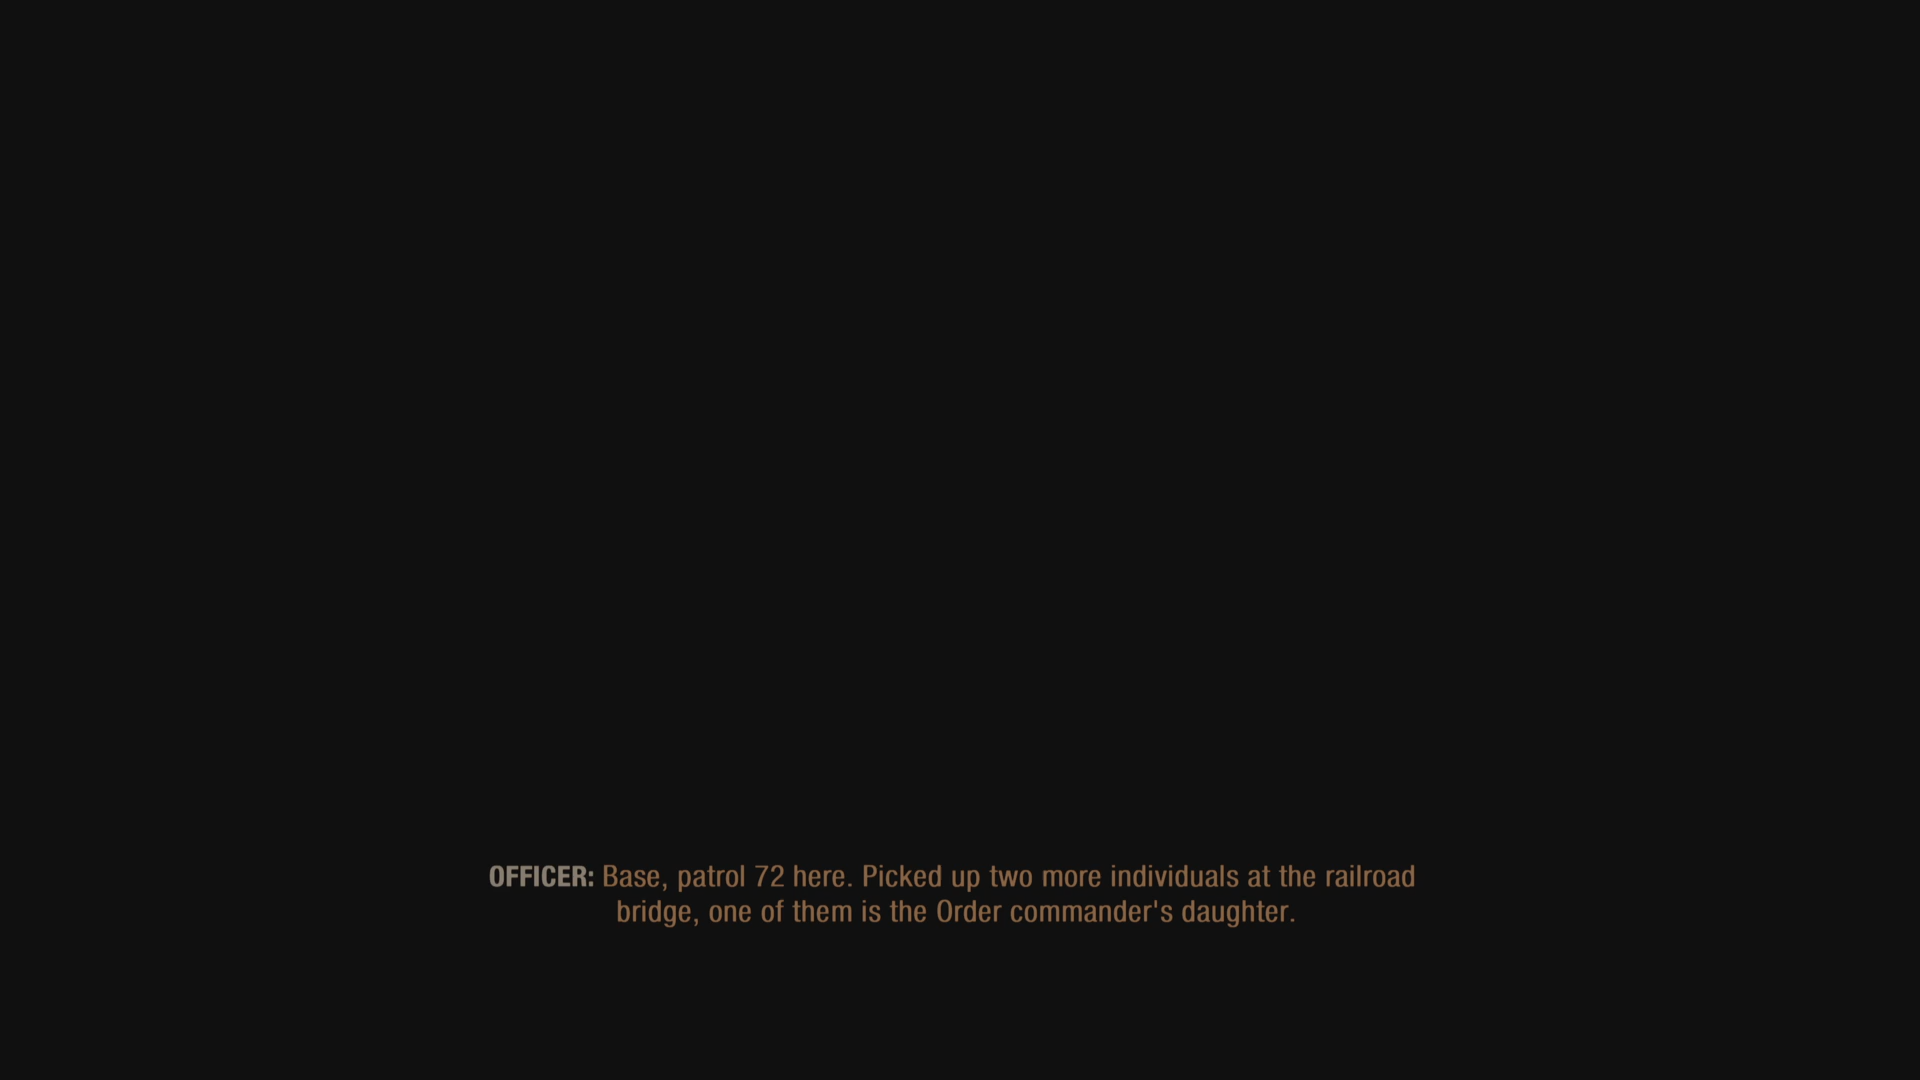 OFFICER: Base, patrol 72 here. Picked up two more individuals at the railroad
bridge, one of them is the Order commander's daughter.